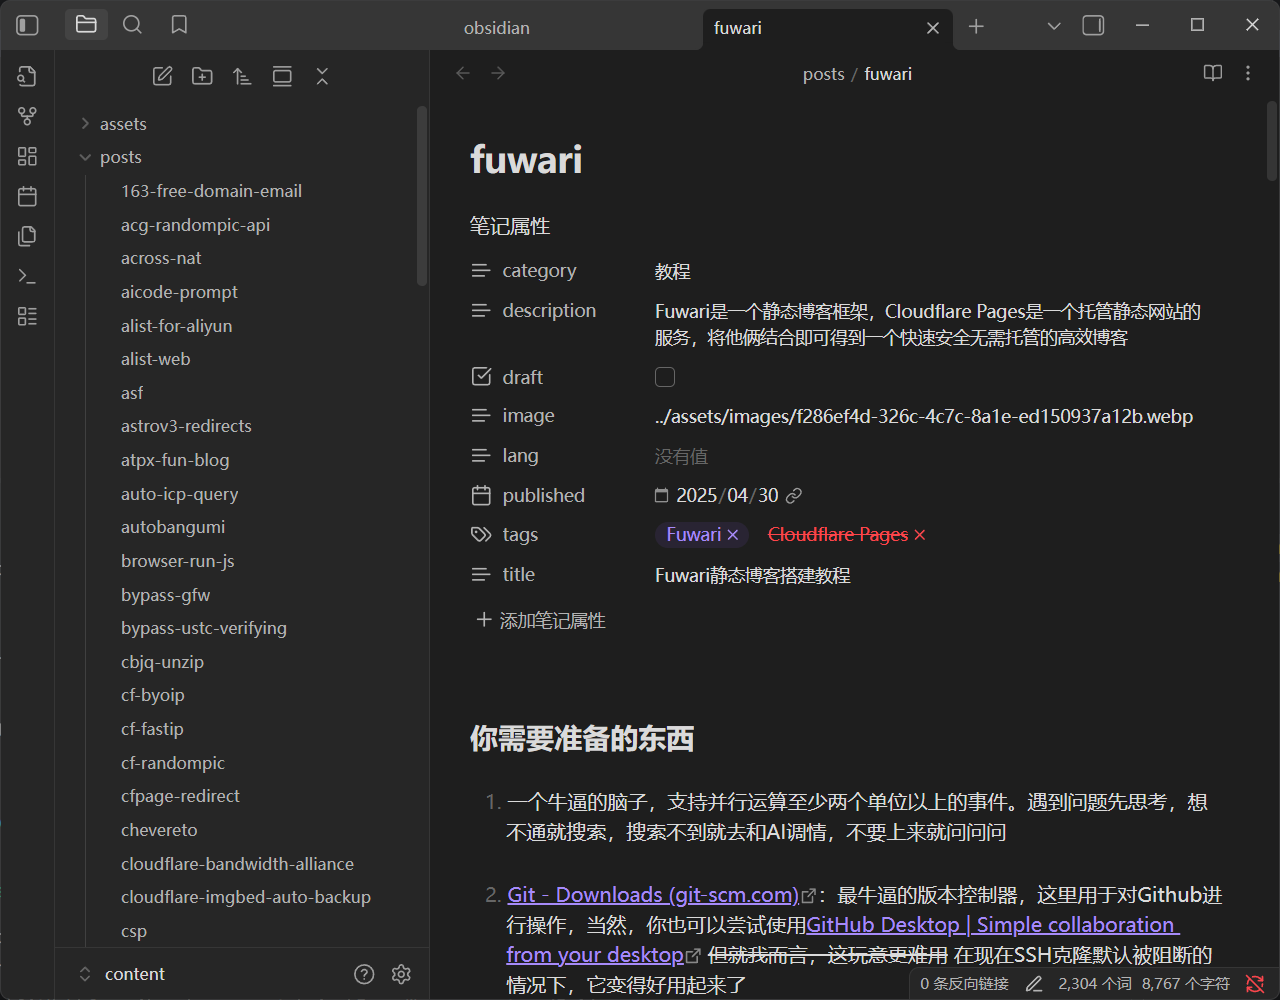 obsidian
fuwari
posts / fuwari
assets
posts
163-free-domain-email
acg-randompic-api
across-nat
aicode-prompt
alist-for-aliyun
alist-web
asf
astrov3-redirects
atpx-fun-blog
auto-icp-query
autobangumi
browser-run-js
bypass-gfw
bypass-ustc-verifying
cbjq-unzip
cf-byoip
cf-fastip
cf-randompic
cfpage-redirect
chevereto
cloudflare-bandwidth-alliance
cloudflare-imgbed-auto-backup
csp
content
fuwari
笔记属性
category 教程
description Fuwari是一个静态博客框架，Cloudflare Pages是一个托管静态网站的
服务，将他俩结合即可得到一个快速安全无需托管的高效博客
draft
image ../assets/images/f286ef4d-326c-4c7c-8a1e-ed150937a12b.webp
lang 没有值
published 2025/04/30
tags Fuwari × Cloudflare Pages ×
title Fuwari静态博客搭建教程
+ 添加笔记属性
你需要准备的东西
1. 一个牛逼的脑子，支持并行运算至少两个单位以上的事件。遇到问题先思考，想
不通就搜索，搜索不到就去和AI调情，不要上来就问问问
2. Git - Downloads (git-scm.com)：最牛逼的版本控制器，这里用于对Github进
行操作，当然，你也可以尝试使用GitHub Desktop | Simple collaboration
from your desktop 但就我而言，这玩意更难用 在现在SSH克隆默认被阻断的
情况下，它变得好用起来了
0 条反向链接 2,304 个词 8,767 个字符